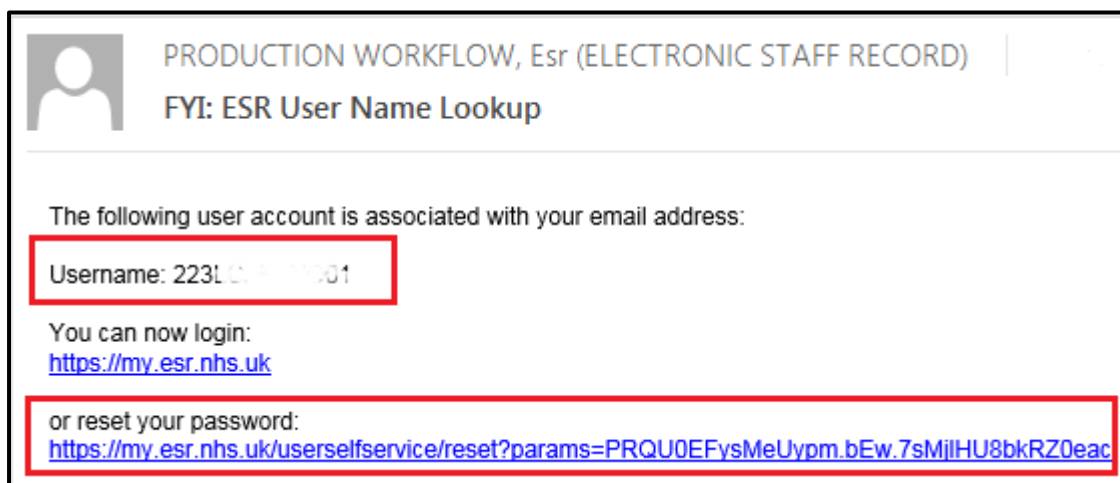 PRODUCTION WORKFLOW, Esr (ELECTRONIC STAFF RECORD)
FYI: ESR User Name Lookup
The following user account is associated with your email address:
Username:
You can now login:
https://my.esr.nhs.uk
or reset your password:
https://my.esr.nhs.uk/userselfservice/reset?params=PRQU0EFysMeUypm.bEw.7sMjlHU8bkRZ0eac